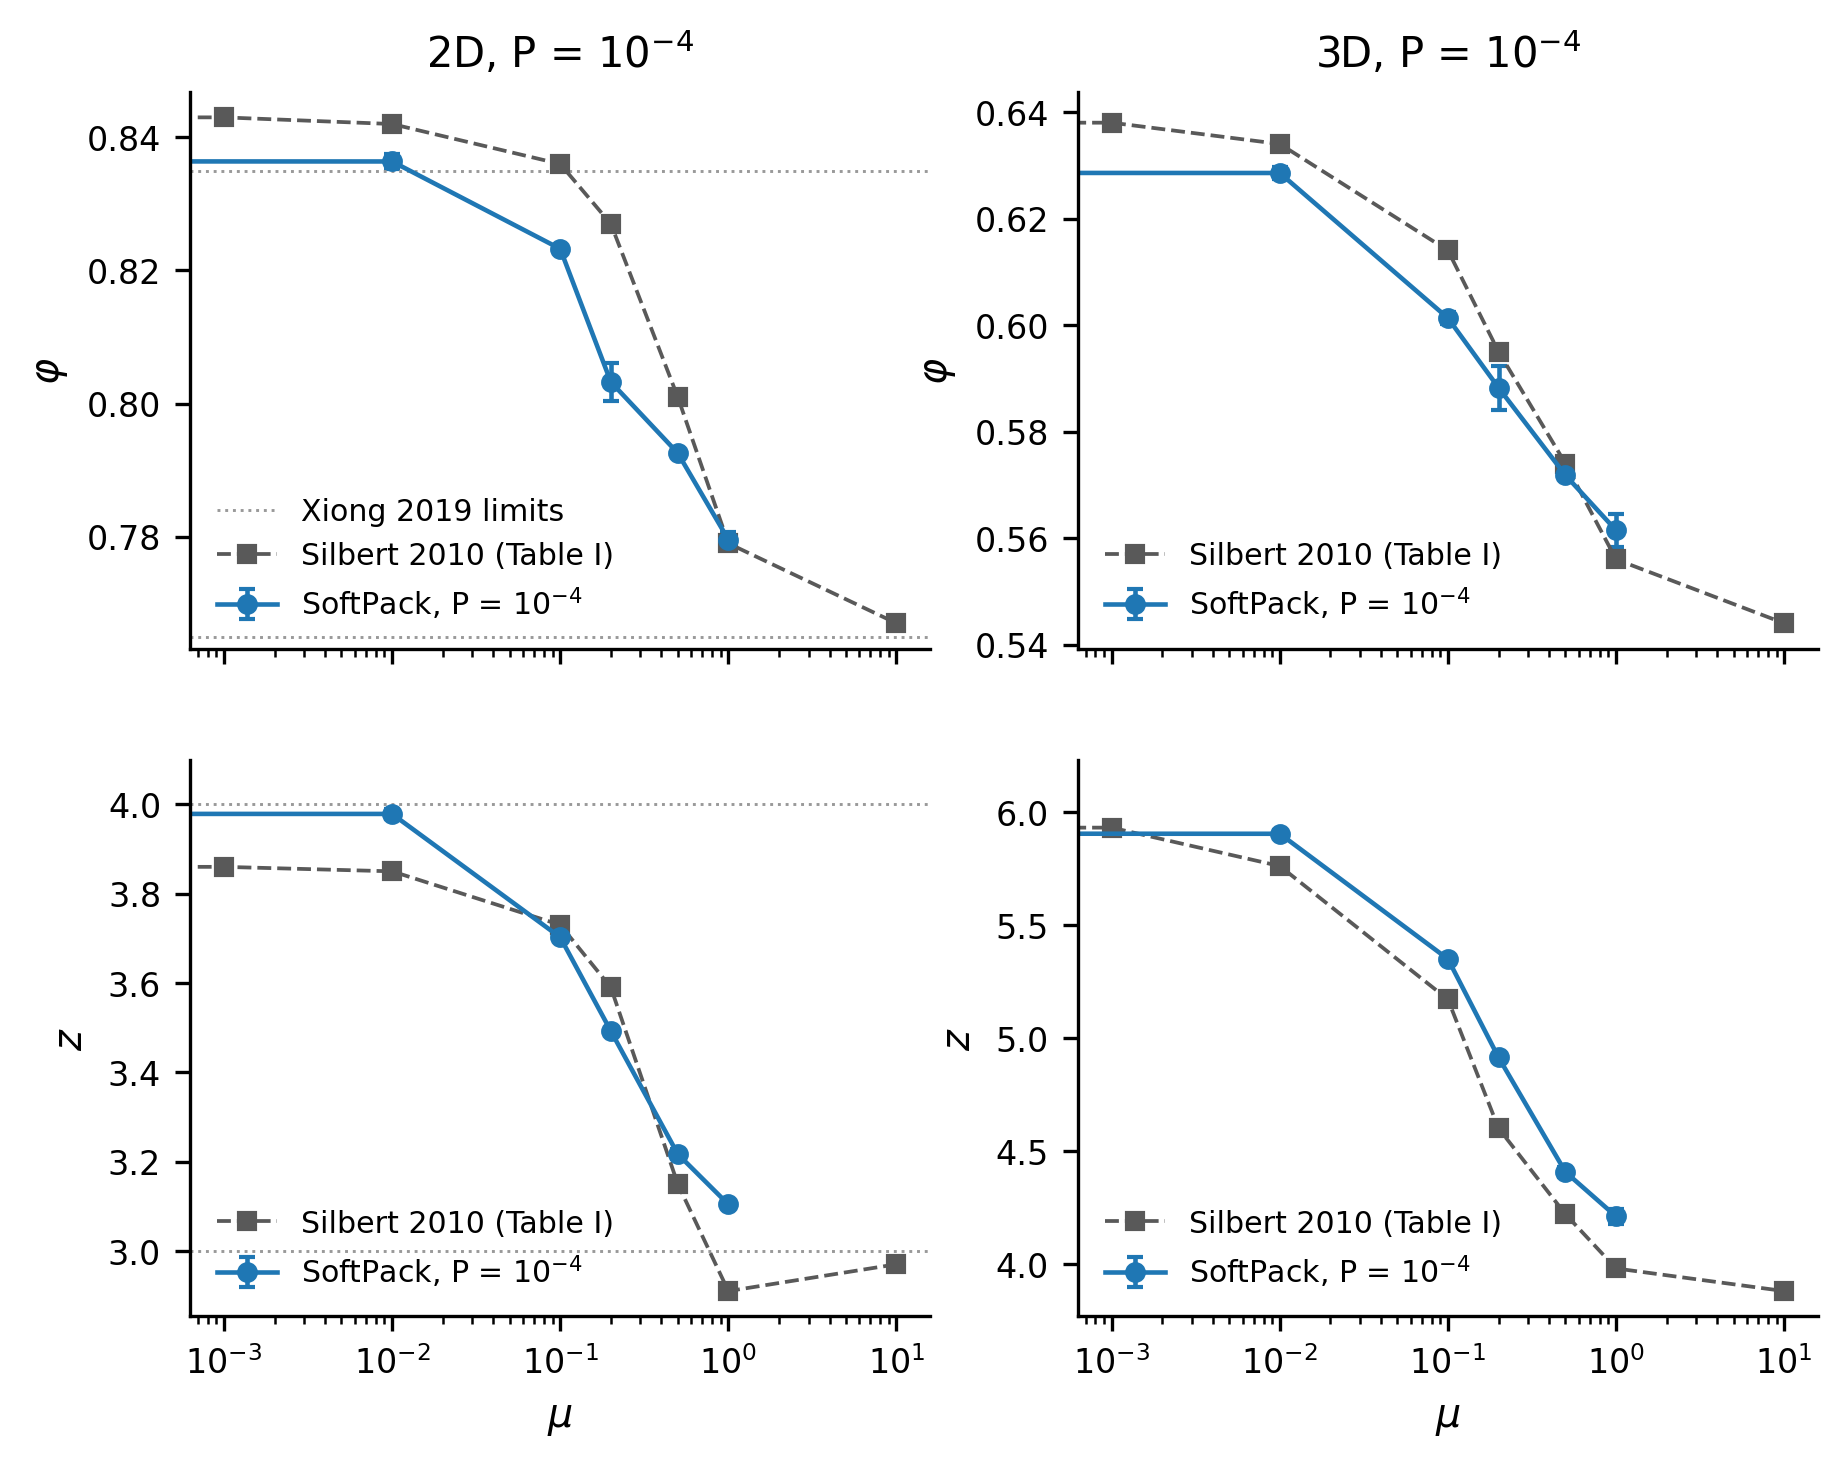 2D, P = 10⁻⁴
0.84
0.82
0.80
0.78
φ
Xiong 2019 limits
Silbert 2010 (Table I)
SoftPack, P = 10⁻⁴
3D, P = 10⁻⁴
0.64
0.62
0.60
0.58
0.56
0.54
φ
Silbert 2010 (Table I)
SoftPack, P = 10⁻⁴
4.0
3.8
3.6
3.4
3.2
3.0
z
Silbert 2010 (Table I)
SoftPack, P = 10⁻⁴
10⁻³ 10⁻² 10⁻¹ 10⁰ 10¹
μ
6.0
5.5
5.0
4.5
4.0
z
Silbert 2010 (Table I)
SoftPack, P = 10⁻⁴
10⁻³ 10⁻² 10⁻¹ 10⁰ 10¹
μ